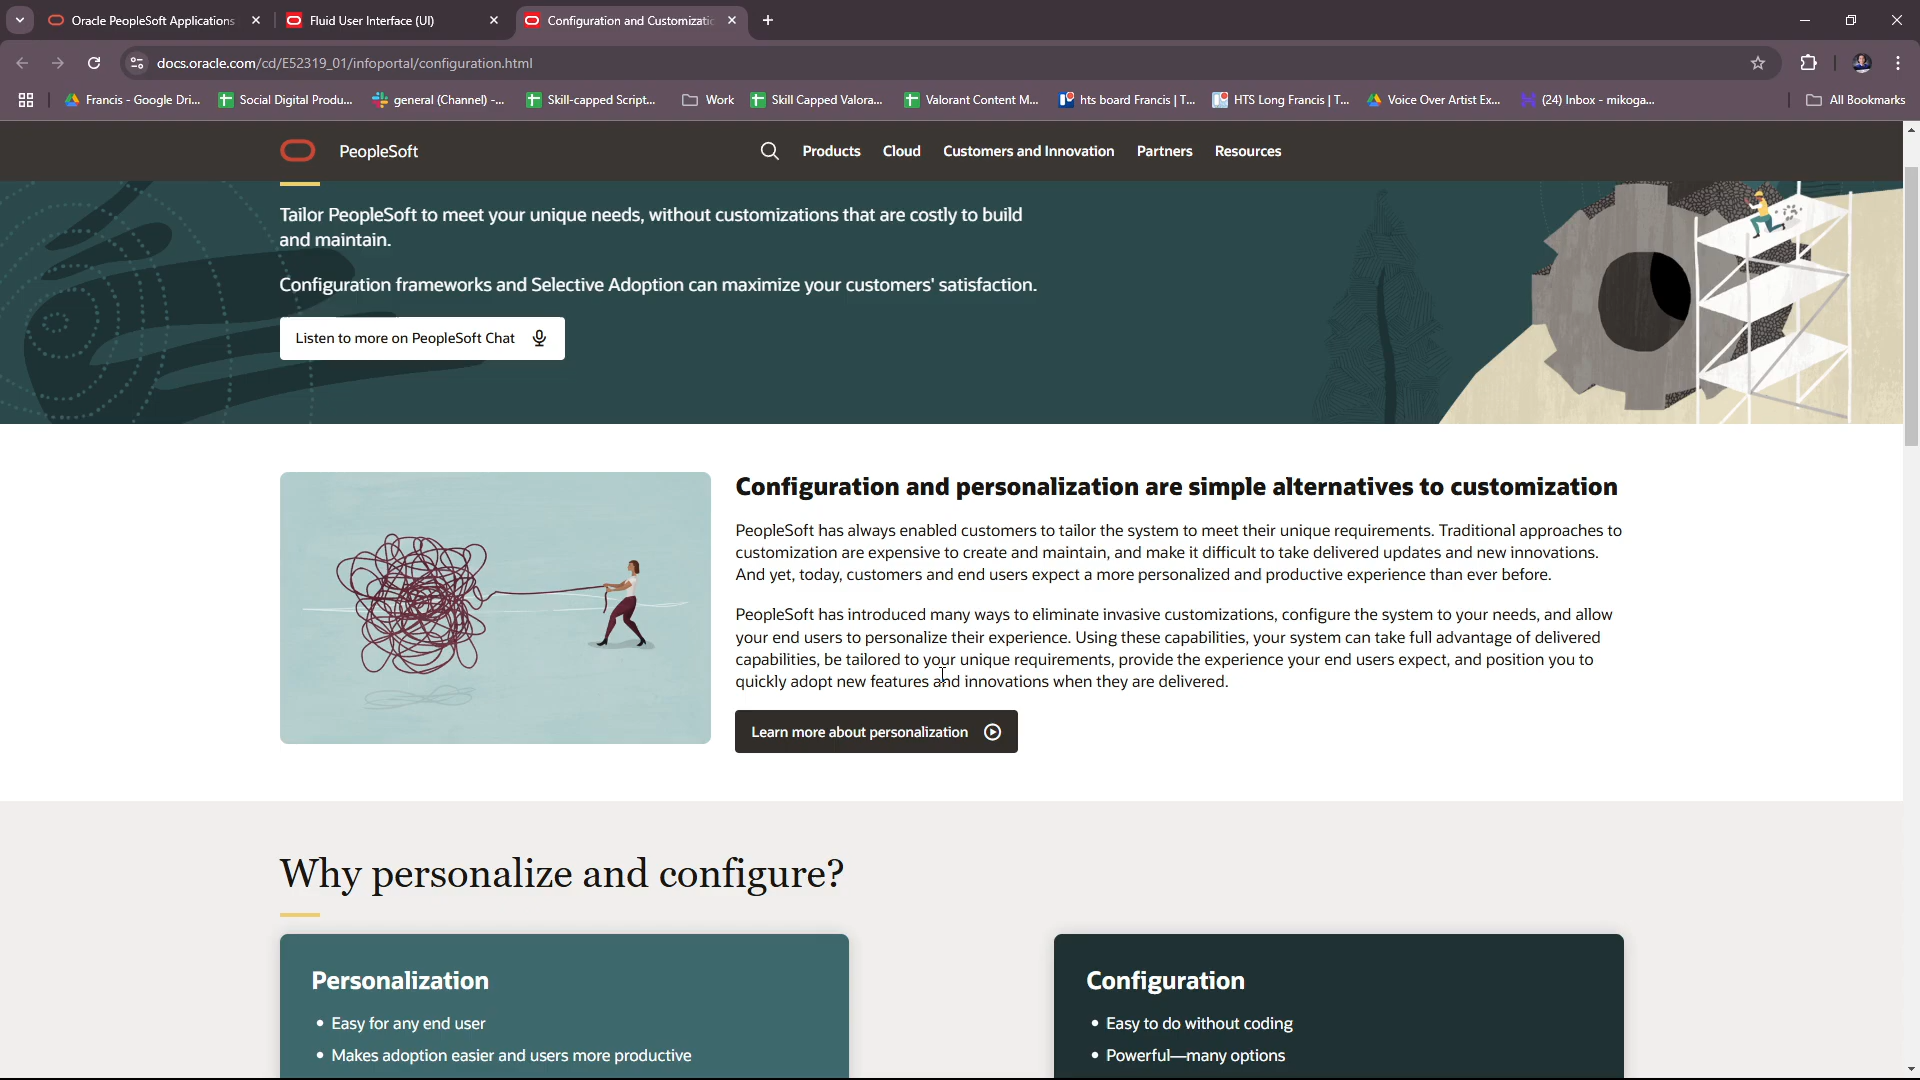 Oracle PeopleSoft Applications
Fluid User Interface (UI)
Configuration and Customizatic
docs.oracle.com/cd/E52319_01/infoportal/configuration.html
Francis - Google Dri...
Social Digital Produ...
general (Channel) -...
Skill-capped Script...
Work
Skill Capped Valora...
Valorant Content M...
hts board Francis | T...
HTS Long Francis | T...
Voice Over Artist Ex...
(24) Inbox - mikoga...
All Bookmarks
PeopleSoft
Products
Cloud
Customers and Innovation
Partners
Resources
Tailor PeopleSoft to meet your unique needs, without customizations that are costly to build
and maintain.
Configuration frameworks and Selective Adoption can maximize your customers' satisfaction.
Listen to more on PeopleSoft Chat
Configuration and personalization are simple alternatives to customization
PeopleSoft has always enabled customers to tailor the system to meet their unique requirements. Traditional approaches to
customization are expensive to create and maintain, and make it difficult to take delivered updates and new innovations.
And yet, today, customers and end users expect a more personalized and productive experience than ever before.
PeopleSoft has introduced many ways to eliminate invasive customizations, configure the system to your needs, and allow
your end users to personalize their experience. Using these capabilities, your system can take full advantage of delivered
capabilities, be tailored to your unique requirements, provide the experience your end users expect, and position you to
quickly adopt new features and innovations when they are delivered.
Learn more about personalization
Why personalize and configure?
Personalization
• Easy for any end user
• Makes adoption easier and users more productive
Configuration
• Easy to do without coding
• Powerful—many options